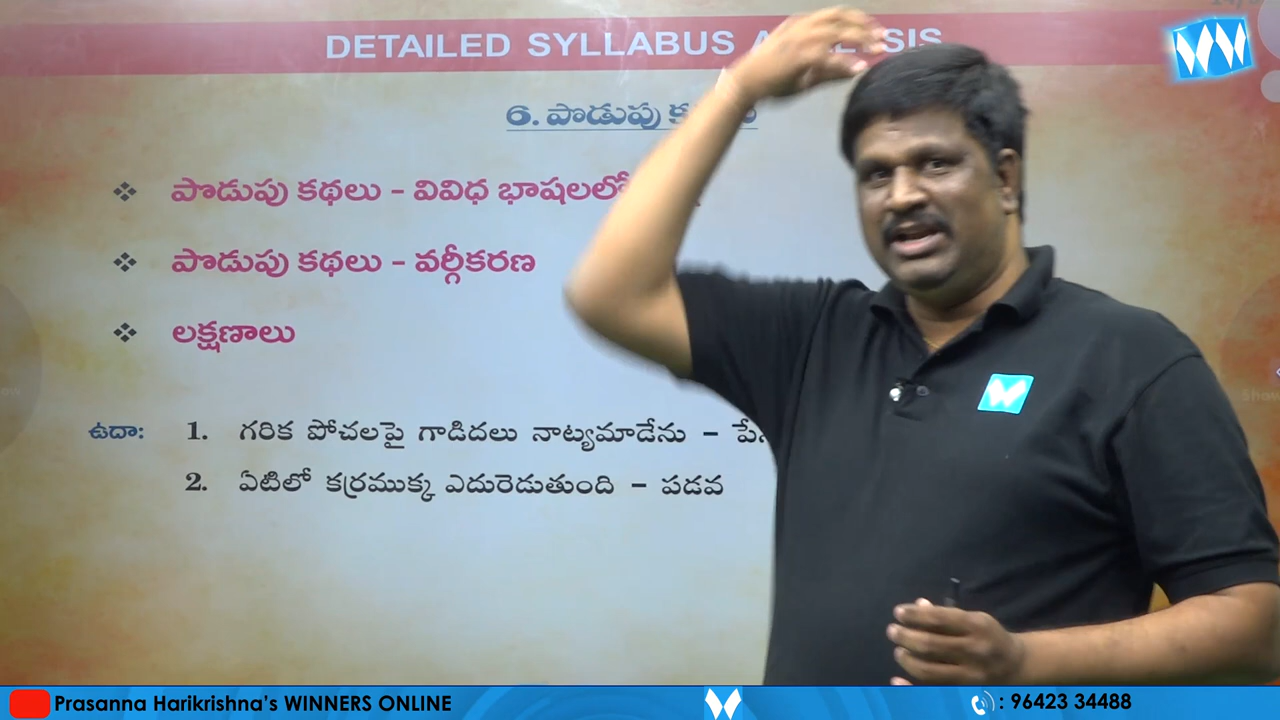 DETAILED SYLLABUS
6. పొడుపు
❖ పొడుపు కథలు - వివిధ భాషలలో
❖ పొడుపు కథలు - వర్గీకరణ
❖ లక్షణాలు
ఉదా: 1. గరిక పోచలపై గాడిదలు నాట్యమాడేను -
2. ఏటిలో కర్రముక్క ఎదురెడుతుంది - పడవ
Prasanna Harikrishna's WINNERS ONLINE
: 96423 34488